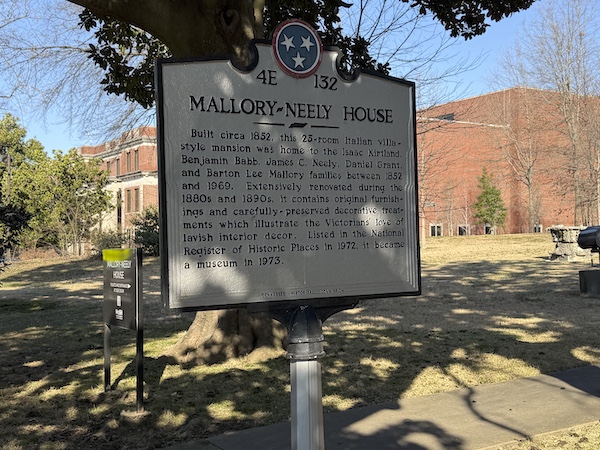 4E 132
MALLORY-NEELY HOUSE
Built circa 1852, this 25-room Italian villa-
style mansion was home to the Isaac Kirtland,
Benjamin Babb, James C. Neely, Daniel Grant,
and Barton Lee Mallory families between 1852
and 1969. Extensively renovated during the
1880s and 1890s, it contains original furnish-
ings and carefully-preserved decorative treat-
ments which illustrate the Victorians' love of
lavish interior decor. Listed in the National
Register of Historic Places in 1972, it became
a museum in 1973.
MALLORY-NEELY
HOUSE